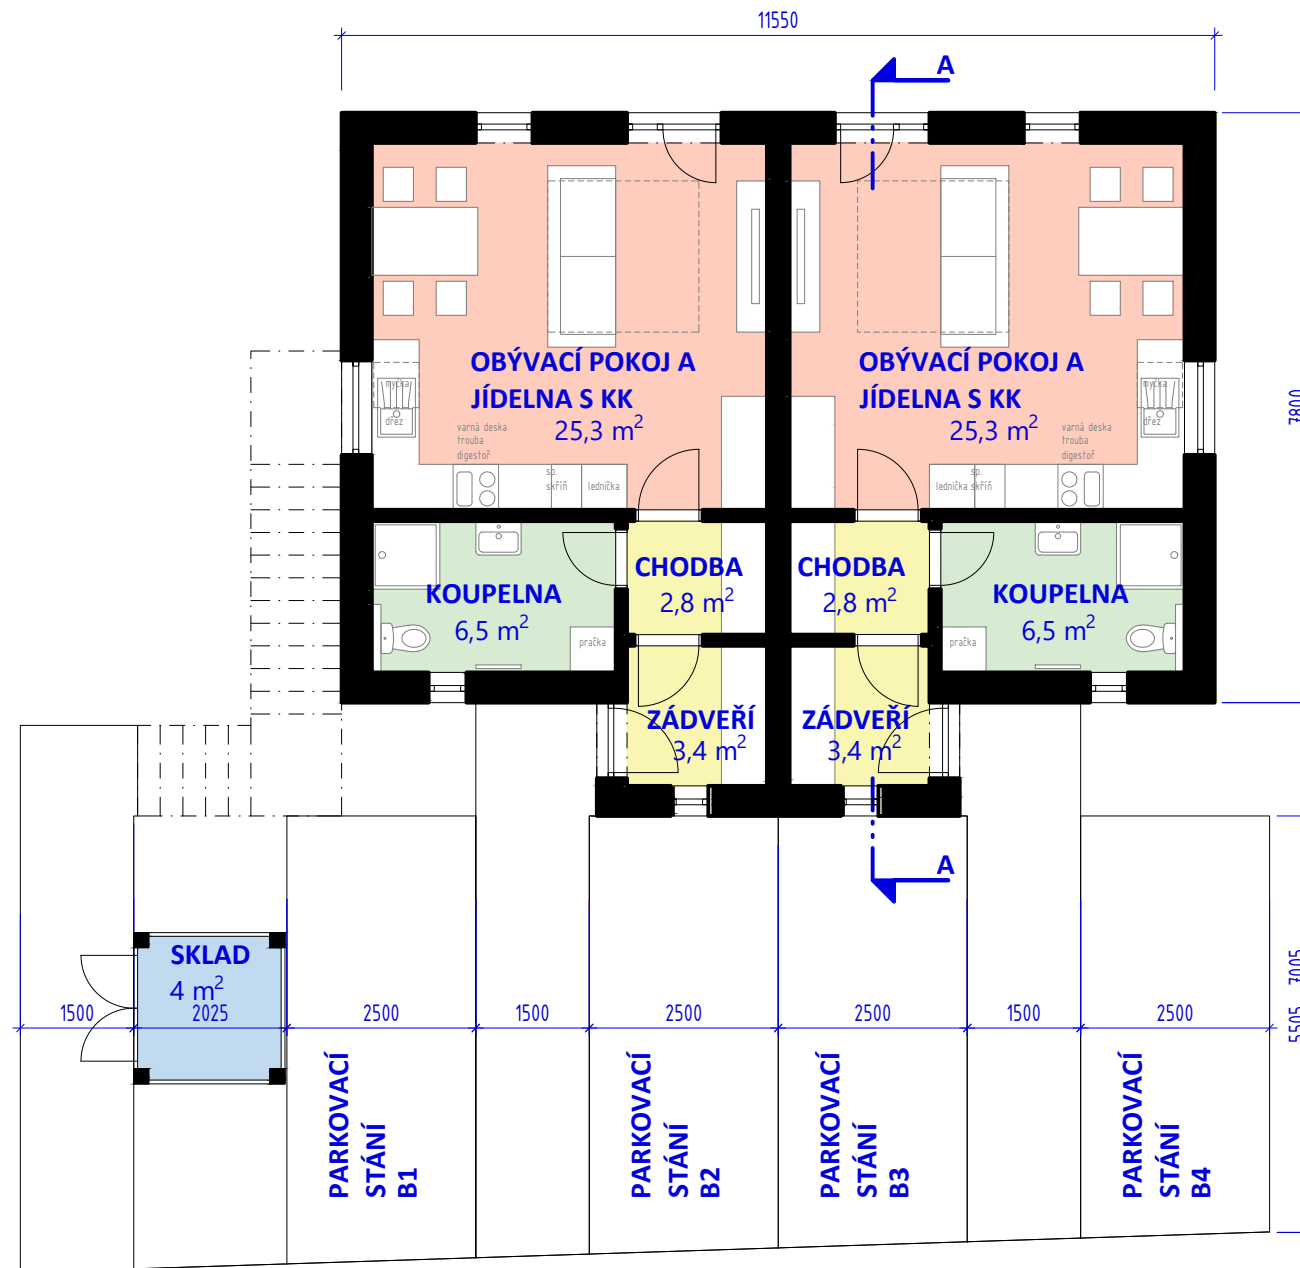 11550
A
OBÝVACÍ POKOJ A
JÍDELNA S KK
25,3 m²
OBÝVACÍ POKOJ A
JÍDELNA S KK
25,3 m²
7800
myčka
dřez
varná deska
trouba
digestoř
sp.
skříň
lednička
lednička
sp.
skříň
varná deska
trouba
digestoř
myčka
dřez
KOUPELNA
6,5 m²
CHODBA
2,8 m²
CHODBA
2,8 m²
KOUPELNA
6,5 m²
pračka
pračka
ZÁDVEŘÍ
3,4 m²
ZÁDVEŘÍ
3,4 m²
A
SKLAD
4 m²
1500
2025
2500
1500
2500
2500
1500
2500
5505
7005
PARKOVACÍ
STÁNÍ
B1
PARKOVACÍ
STÁNÍ
B2
PARKOVACÍ
STÁNÍ
B3
PARKOVACÍ
STÁNÍ
B4